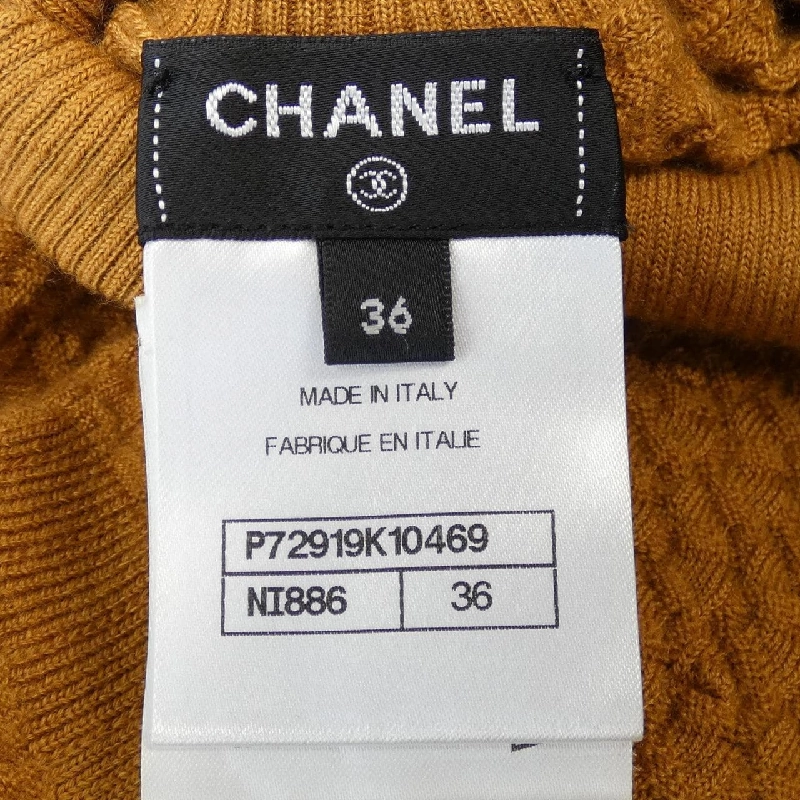 CHANEL
36
MADE IN ITALY
FABRIQUE EN ITALIE
P72919K10469
NI886 36